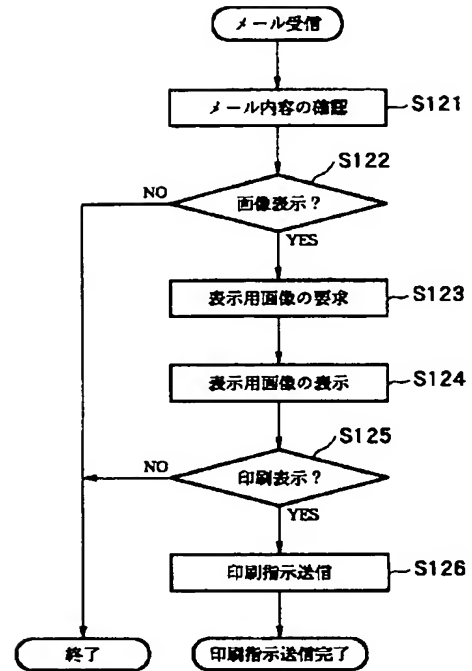 メール受信
メール内容の確認
S121
S122
画像表示？
NO
YES
表示用画像の要求
S123
表示用画像の表示
S124
S125
印刷表示？
NO
YES
印刷指示送信
S126
終了
印刷指示送信完了